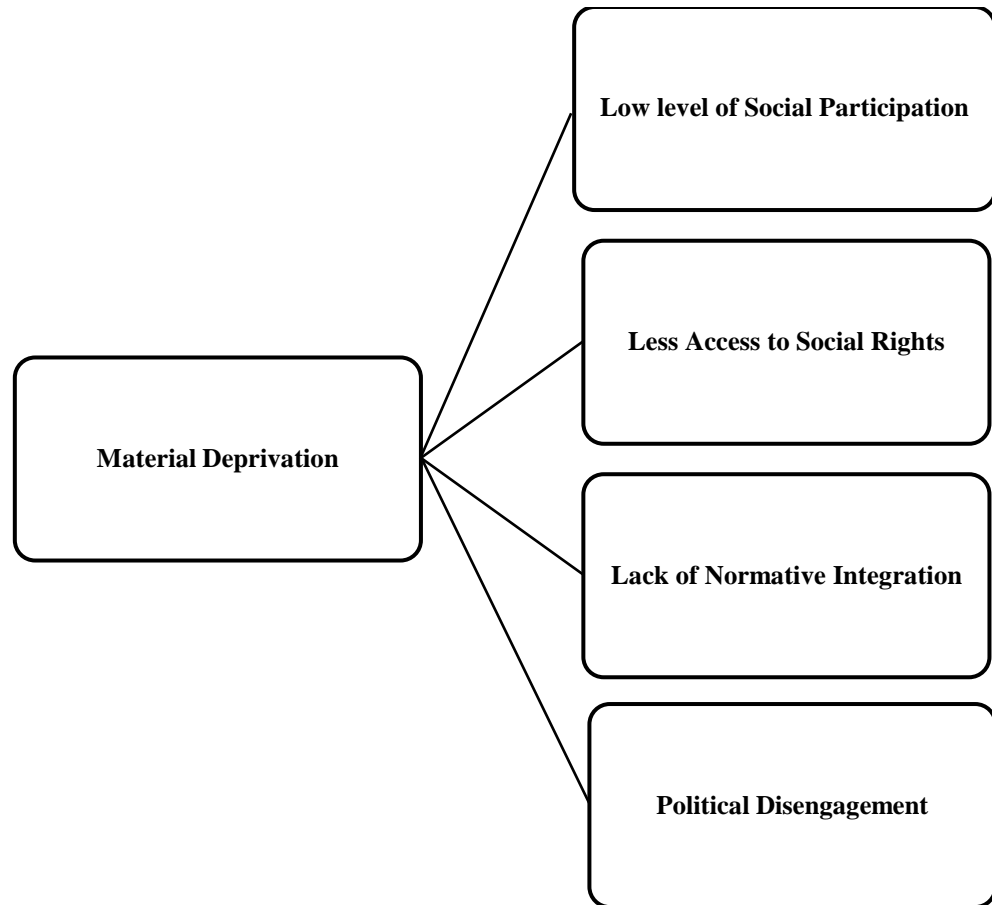 Low level of Social Participation
Less Access to Social Rights
Material Deprivation
Lack of Normative Integration
Political Disengagement